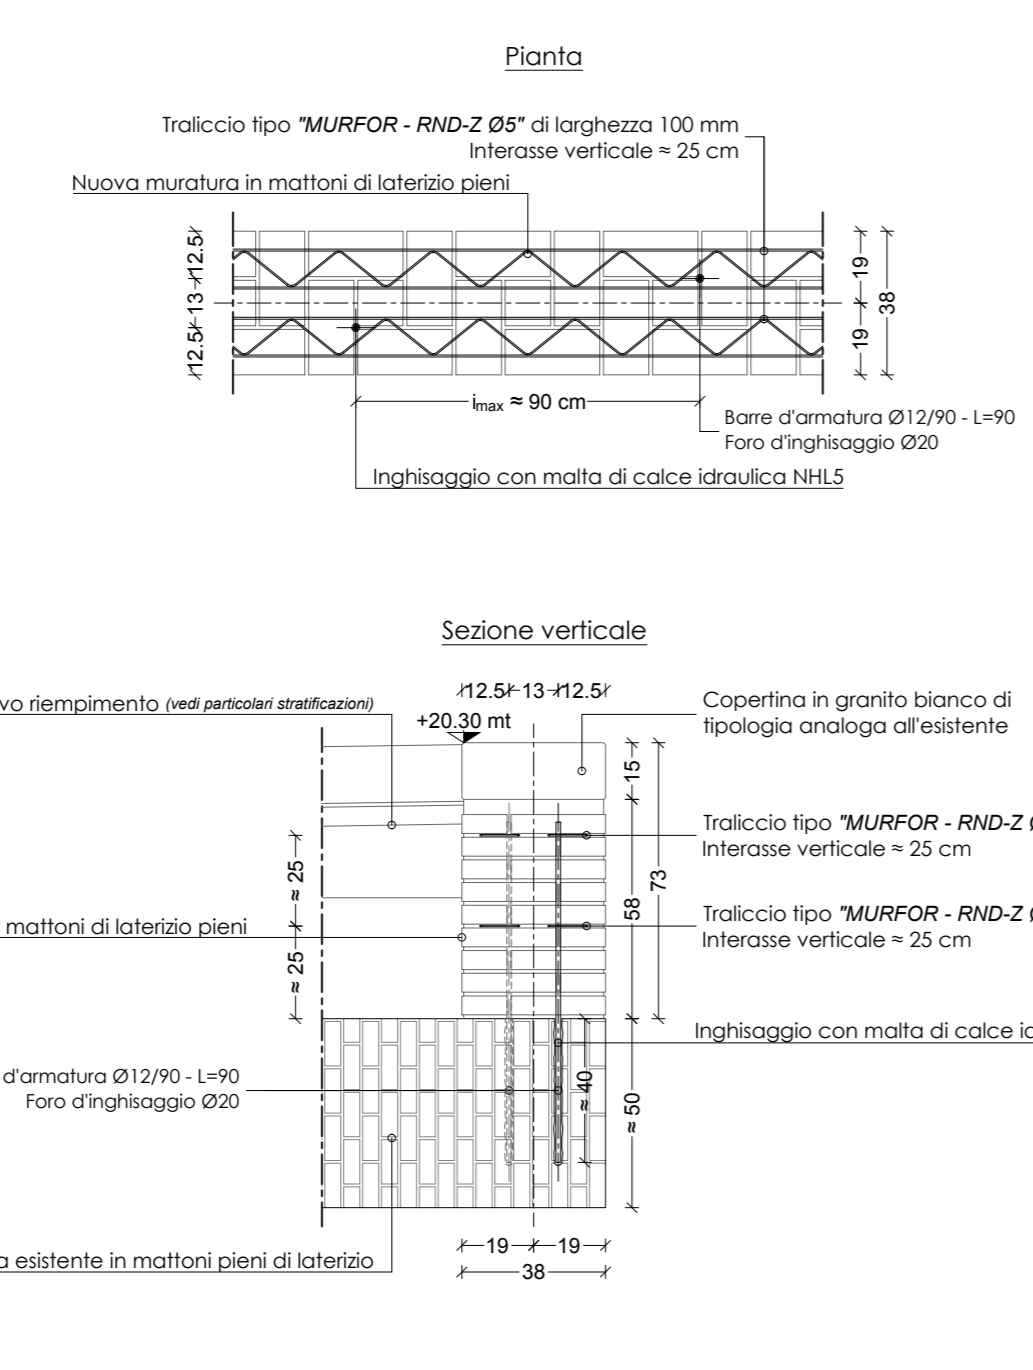 Pianta
Traliccio tipo "MURFOR - RND-Z Ø5" di larghezza 100 mm
Interasse verticale ≈ 25 cm
Nuova muratura in mattoni di laterizio pieni
12.5
13
12.5
19
19
38
imax ≈ 90 cm
Barre d'armatura Ø12/90 - L=90
Foro d'inghisaggio Ø20
Inghisaggio con malta di calce idraulica NHL5
Sezione verticale
vo riempimento (vedi particolari stratificazioni)
12.5
13
12.5
+20.30 mt
Copertina in granito bianco di
tipologia analoga all'esistente
15
Traliccio tipo "MURFOR - RND-Z
Interasse verticale ≈ 25 cm
≈ 25
73
58
Traliccio tipo "MURFOR - RND-Z
Interasse verticale ≈ 25 cm
mattoni di laterizio pieni
≈ 25
Inghisaggio con malta di calce id
d'armatura Ø12/90 - L=90
Foro d'inghisaggio Ø20
≈ 40
≈ 50
a esistente in mattoni pieni di laterizio
19
19
38